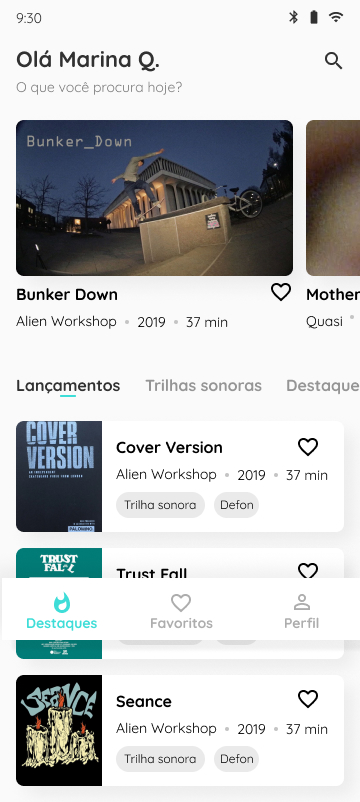 9:30
Olá Marina Q.
O que você procura hoje?
Bunker_Down
Bunker Down
Alien Workshop • 2019 • 37 min
Mother
Quasi •
Lançamentos
Trilhas sonoras
Destaque
COVER
VERSION
PALOMINO
Cover Version
Alien Workshop • 2019 • 37 min
Trilha sonora
Defon
TRUST
FALL
Trust Fall
Destaques
Favoritos
Perfil
SEANCE
Seance
Alien Workshop • 2019 • 37 min
Trilha sonora
Defon